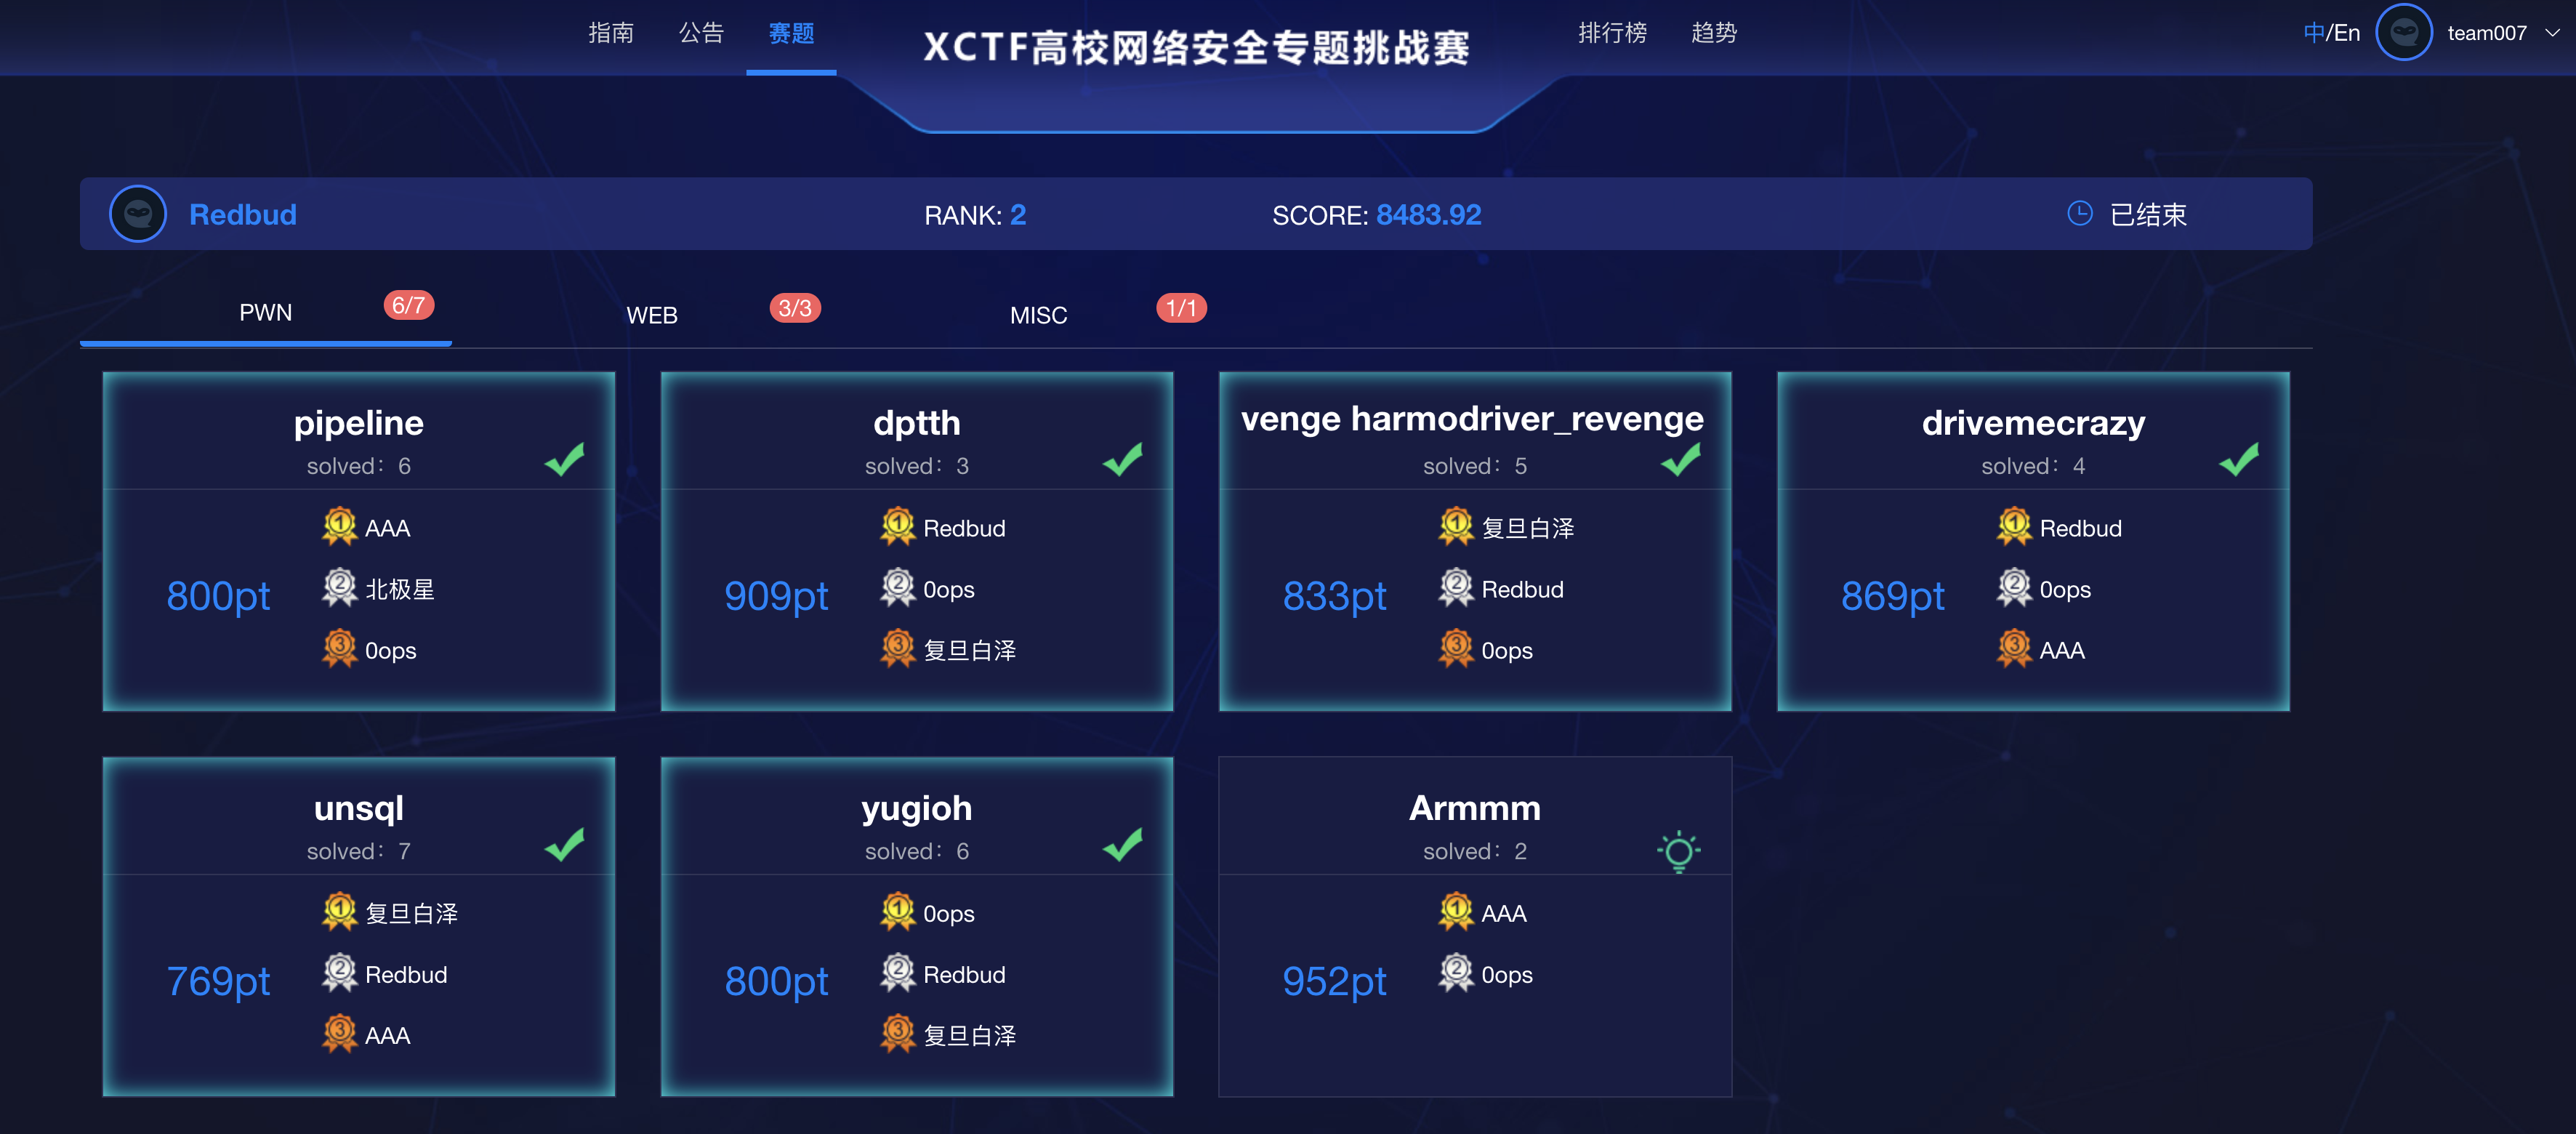 指南 公告 赛题 XCTF高校网络安全专题挑战赛 排行榜 趋势 中/En team007
Redbud RANK: 2 SCORE: 8483.92 已结束
PWN 6/7 WEB 3/3 MISC 1/1
pipeline
solved: 6
800pt
1 AAA
2 北极星
3 0ops
dptth
solved: 3
909pt
1 Redbud
2 0ops
3 复旦白泽
venge harmodriver_revenge
solved: 5
833pt
1 复旦白泽
2 Redbud
3 0ops
drivemecrazy
solved: 4
869pt
1 Redbud
2 0ops
3 AAA
unsql
solved: 7
769pt
1 复旦白泽
2 Redbud
3 AAA
yugioh
solved: 6
800pt
1 0ops
2 Redbud
3 复旦白泽
Armmm
solved: 2
952pt
1 AAA
2 0ops